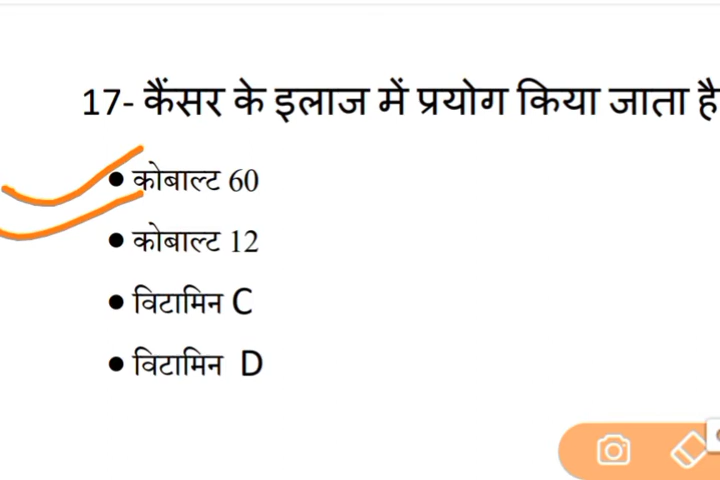 17- कैंसर के इलाज में प्रयोग किया जाता है
• कोबाल्ट 60
• कोबाल्ट 12
• विटामिन C
• विटामिन D